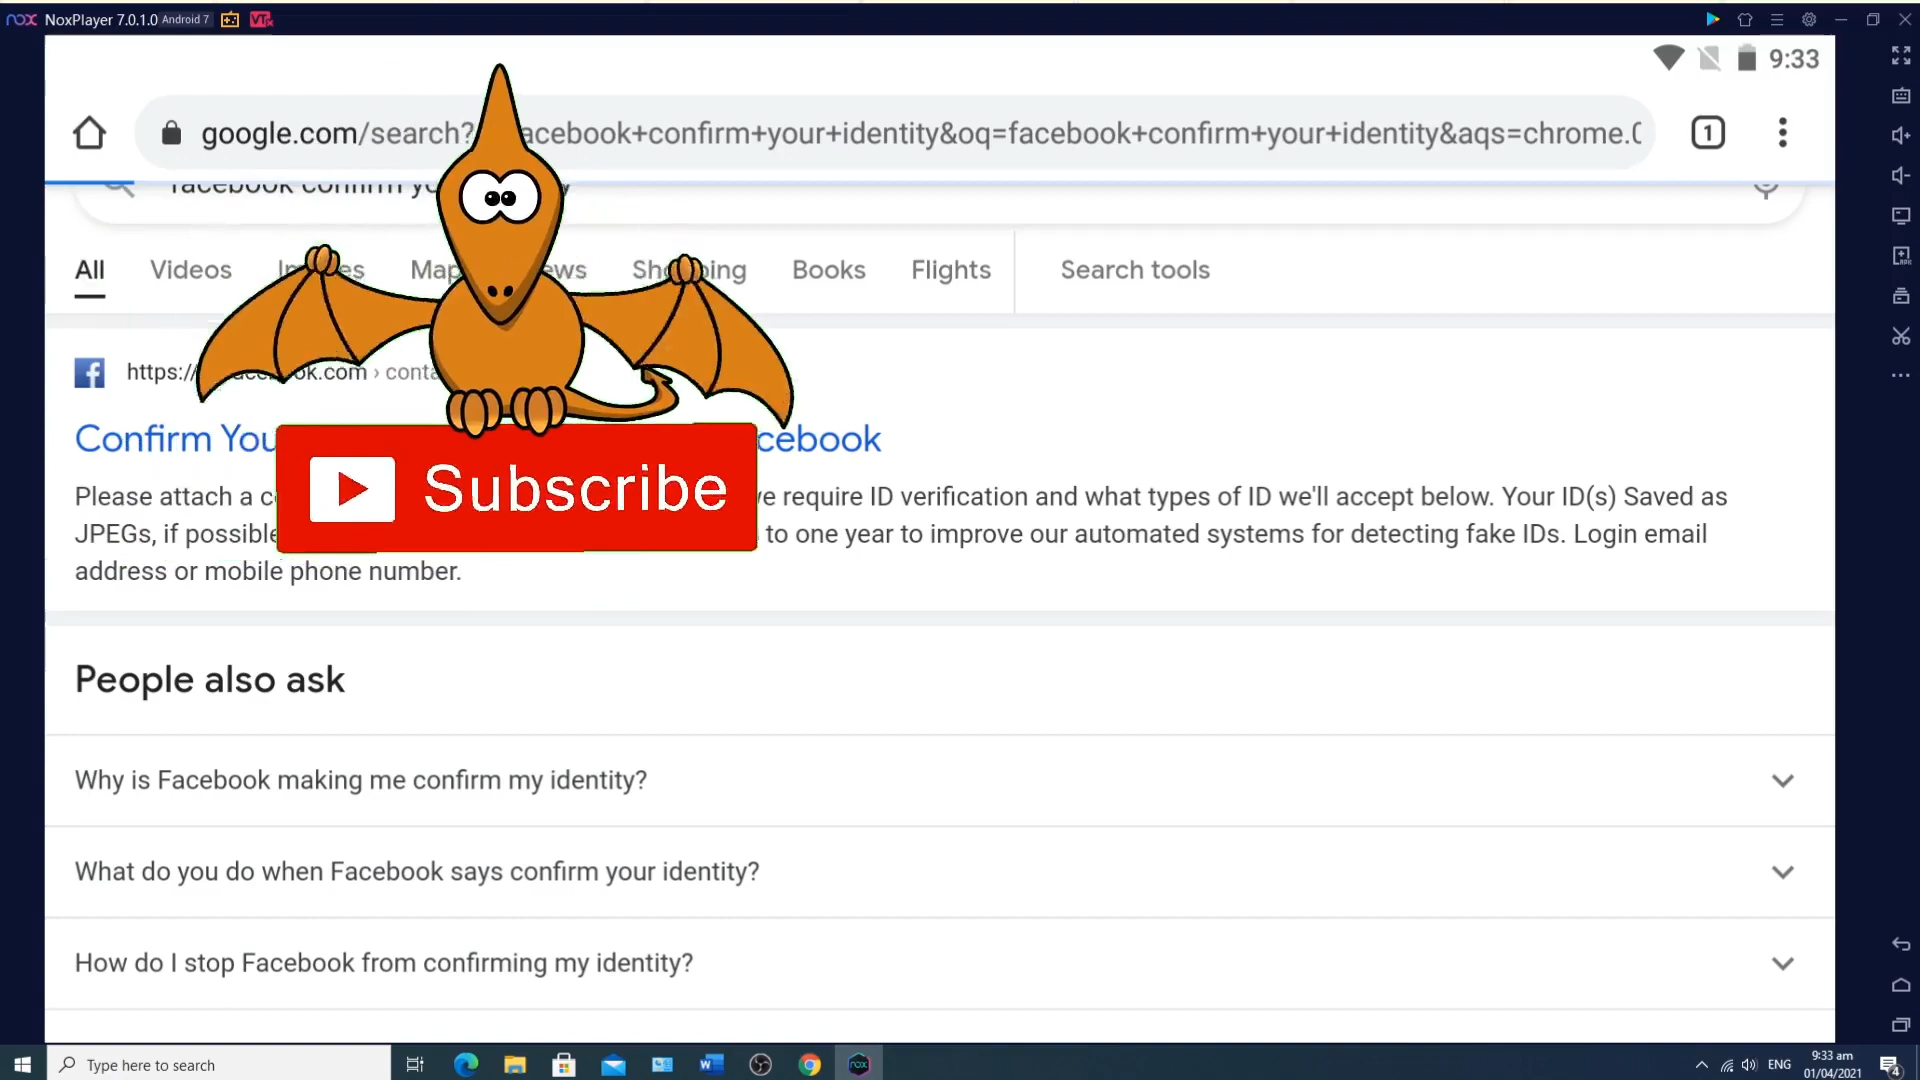 nox NoxPlayer 7.0.1.0 Android 7
9:33
google.com/search? acebook+confirm+your+identity&oq=facebook+confirm+your+identity&aqs=chrome.0
1
facebook confirm
All Videos Books Flights Search tools
https:// .com › conta
Confirm You cebook
Please attach a require ID verification and what types of ID we'll accept below. Your ID(s) Saved as
JPEGs, if possible to one year to improve our automated systems for detecting fake IDs. Login email
address or mobile phone number.
Subscribe
People also ask
Why is Facebook making me confirm my identity?
What do you do when Facebook says confirm your identity?
How do I stop Facebook from confirming my identity?
Type here to search
ENG
9:33 am
01/04/2021
4